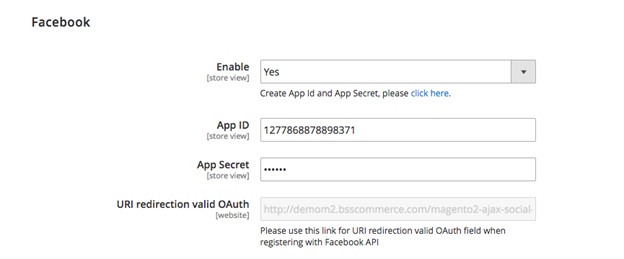 Facebook
Enable
[store view]
Yes
Create App Id and App Secret, please click here.
App ID
[store view]
1277868878898371
App Secret
[store view]
••••••
URI redirection valid OAuth
[website]
http://demom2.bsscommerce.com/magento2-ajax-social-
Please use this link for URI redirection valid OAuth field when
registering with Facebook API